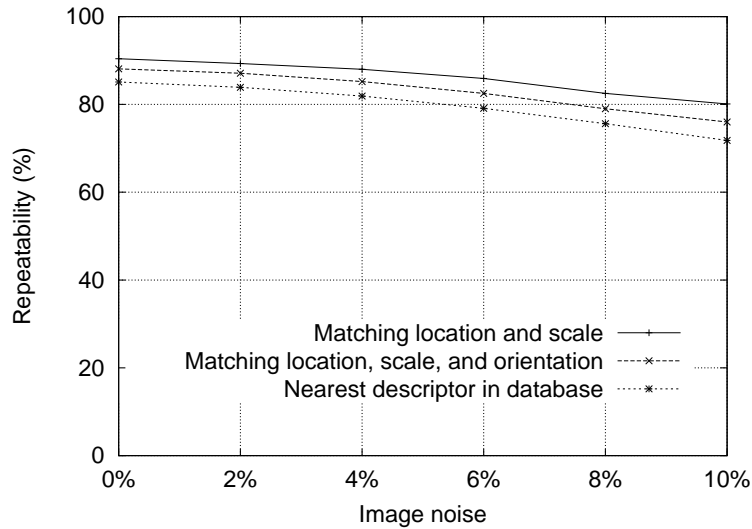 100
80
60
40
20
0
Repeatability (%)
Matching location and scale
Matching location, scale, and orientation
Nearest descriptor in database
0% 2% 4% 6% 8% 10%
Image noise